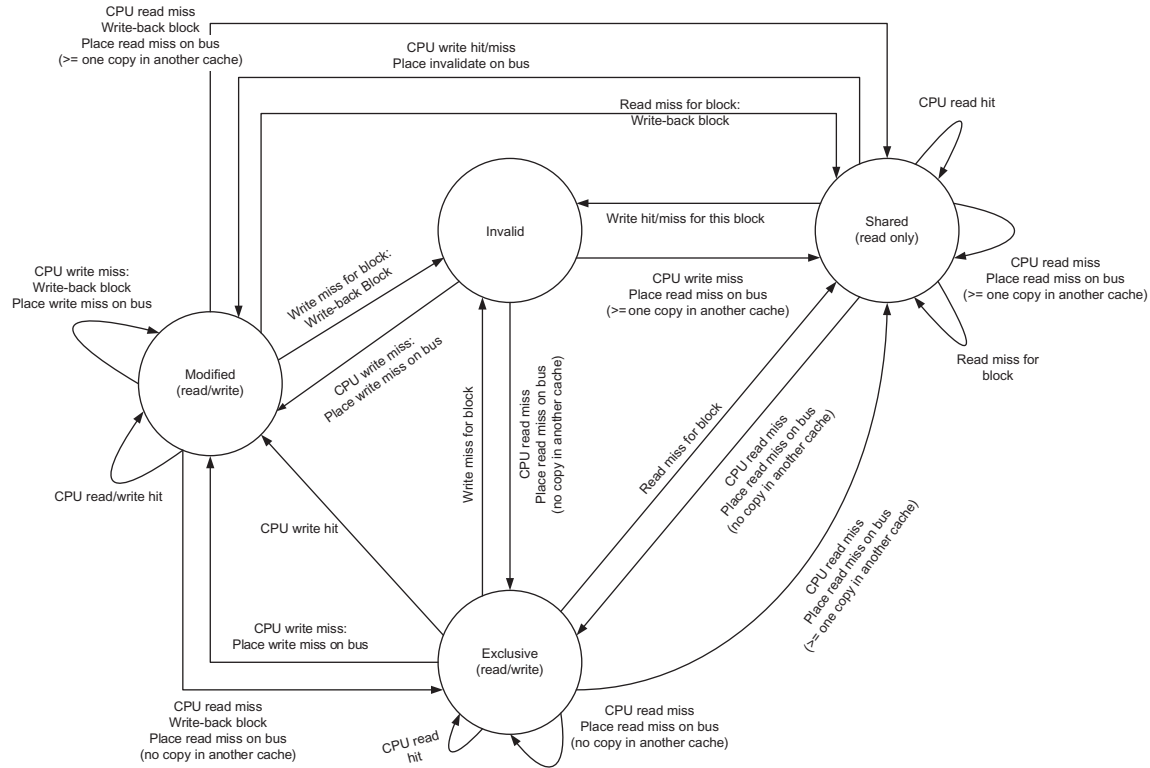 CPU read miss
Write-back block
Place read miss on bus
(>= one copy in another cache)
CPU write hit/miss
Place invalidate on bus
Read miss for block:
Write-back block
CPU read hit
Invalid
Shared
(read only)
Write hit/miss for this block
CPU write miss
Place read miss on bus
(>= one copy in another cache)
CPU read miss
Place read miss on bus
(>= one copy in another cache)
Read miss for
block
CPU write miss:
Write-back block
Place write miss on bus
Write miss for block:
Write-back Block
CPU write miss:
Place write miss on bus
Modified
(read/write)
CPU read/write hit
Write miss for block
CPU read miss
Place read miss on bus
(no copy in another cache)
Read miss for block
CPU read miss
Place read miss on bus
(no copy in another cache)
CPU read miss
Place read miss on bus
(>= one copy in another cache)
CPU write hit
CPU write miss:
Place write miss on bus
Exclusive
(read/write)
CPU read miss
Write-back block
Place read miss on bus
(no copy in another cache)
CPU read
hit
CPU read miss
Place read miss on bus
(no copy in another cache)